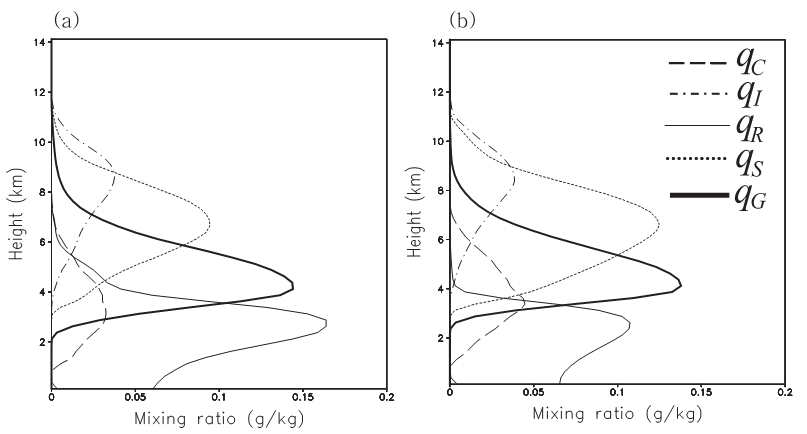 (a)
14
12
10
8
6
4
2
Height (km)
0
0.05
0.1
0.15
0.2
Mixing ratio (g/kg)
(b)
14
12
10
8
6
4
2
Height (km)
0
0.05
0.1
0.15
0.2
Mixing ratio (g/kg)
qC
qI
qR
qS
qG